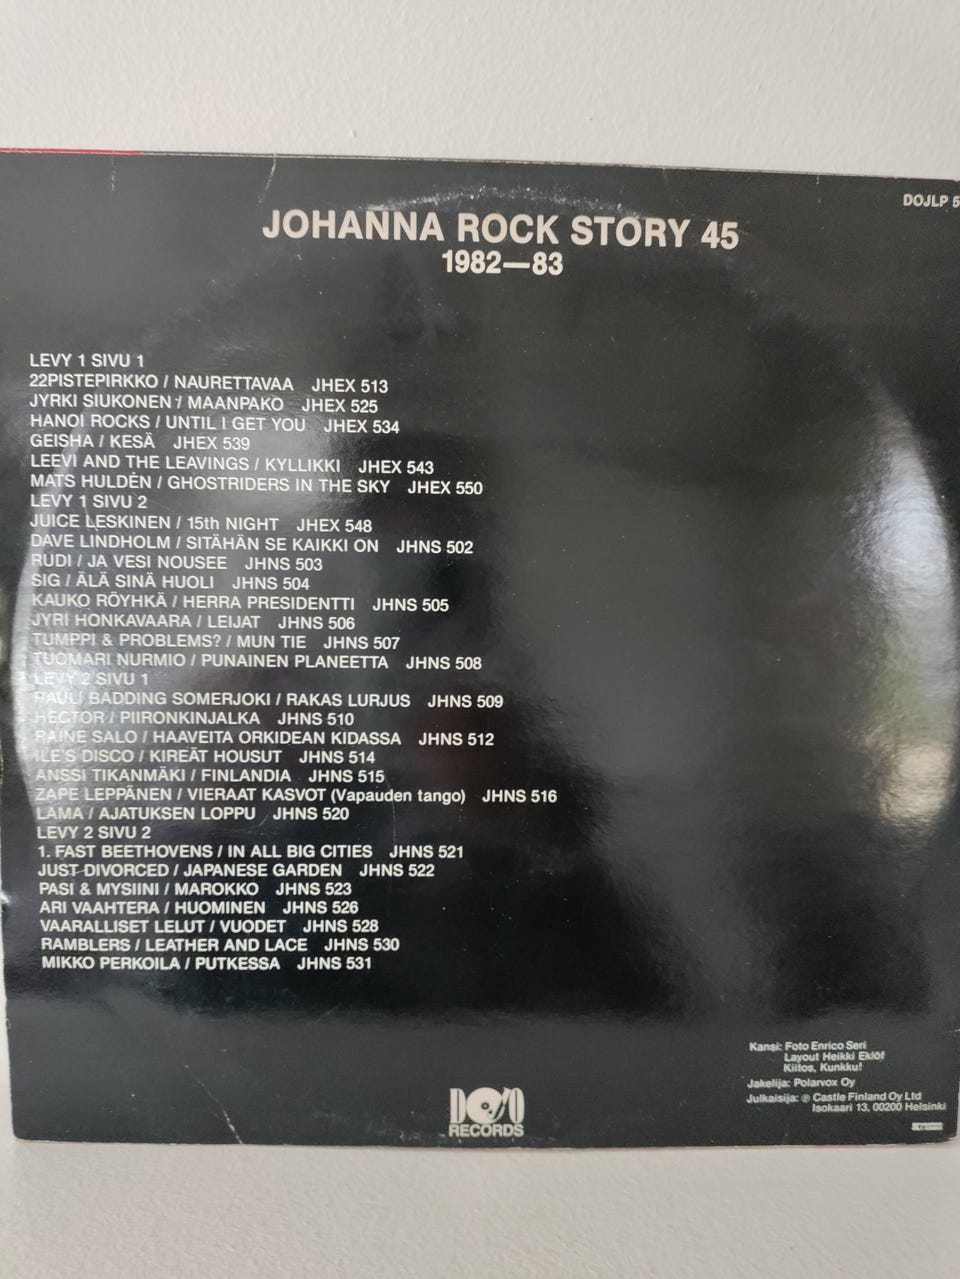 DOJLP 5
JOHANNA ROCK STORY 45
1982—83
LEVY 1 SIVU 1
22PISTEPIRKKO / NAURETTAVAA JHEX 513
JYRKI SIUKONEN / MAANPAKO JHEX 525
HANOI ROCKS / UNTIL I GET YOU JHEX 534
GEISHA / KESÄ JHEX 539
LEEVI AND THE LEAVINGS / KYLLIKKI JHEX 543
MATS HULDÉN / GHOSTRIDERS IN THE SKY JHEX 550
LEVY 1 SIVU 2
JUICE LESKINEN / 15th NIGHT JHEX 548
DAVE LINDHOLM / SITÄHÄN SE KAIKKI ON JHNS 502
RUDI / JA VESI NOUSEE JHNS 503
SIG / ÄLÄ SINÄ HUOLI JHNS 504
KAUKO RÖYHKÄ / HERRA PRESIDENTTI JHNS 505
JYRI HONKAVAARA / LEIJAT JHNS 506
TUMPPI & PROBLEMS? / MUN TIE JHNS 507
TUOMARI NURMIO / PUNAINEN PLANEETTA JHNS 508
LEVY 2 SIVU 1
RAULI BADDING SOMERJOKI / RAKAS LURJUS JHNS 509
HECTOR / PIIRONKINJALKA JHNS 510
RAINE SALO / HAAVEITA ORKIDEAN KIDASSA JHNS 512
ILE'S DISCO / KIREÄT HOUSUT JHNS 514
ANSSI TIKANMÄKI / FINLANDIA JHNS 515
ZAPE LEPPÄNEN / VIERAAT KASVOT (Vapauden tango) JHNS 516
LAMA / AJATUKSEN LOPPU JHNS 520
LEVY 2 SIVU 2
1. FAST BEETHOVENS / IN ALL BIG CITIES JHNS 521
JUST DIVORCED / JAPANESE GARDEN JHNS 522
PASI & MYSIINI / MAROKKO JHNS 523
ARI VAAHTERA / HUOMINEN JHNS 526
VAARALLISET LELUT / VUODET JHNS 528
RAMBLERS / LEATHER AND LACE JHNS 530
MIKKO PERKOILA / PUTKESSA JHNS 531
Kansi: Foto Enrico Seri
Layout Heikki Eklöf
Kiitos, Kunkku!
Jakelija: Polarvox Oy
Julkaisija: ℗ Castle Finland Oy Ltd
Isokaari 13, 00200 Helsinki
RECORDS